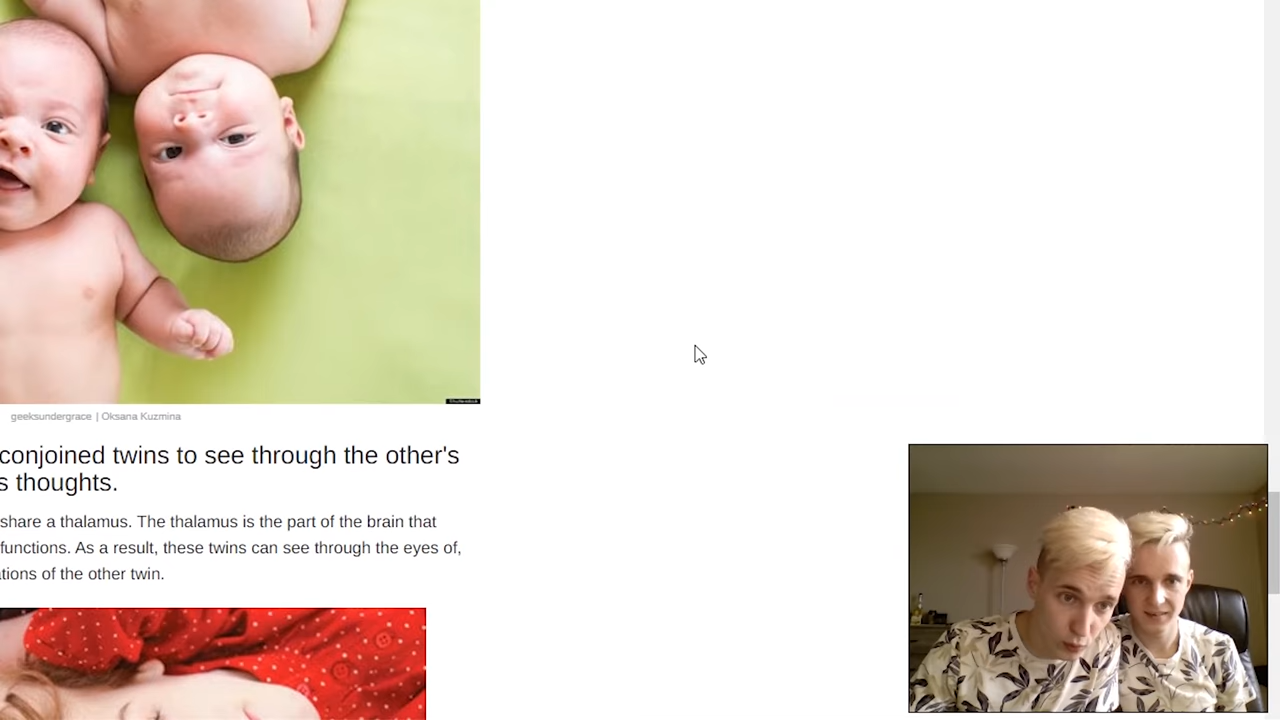 geeksundergrace | Oksana Kuzmina
conjoined twins to see through the other's
s thoughts.
share a thalamus. The thalamus is the part of the brain that
functions. As a result, these twins can see through the eyes of,
ations of the other twin.